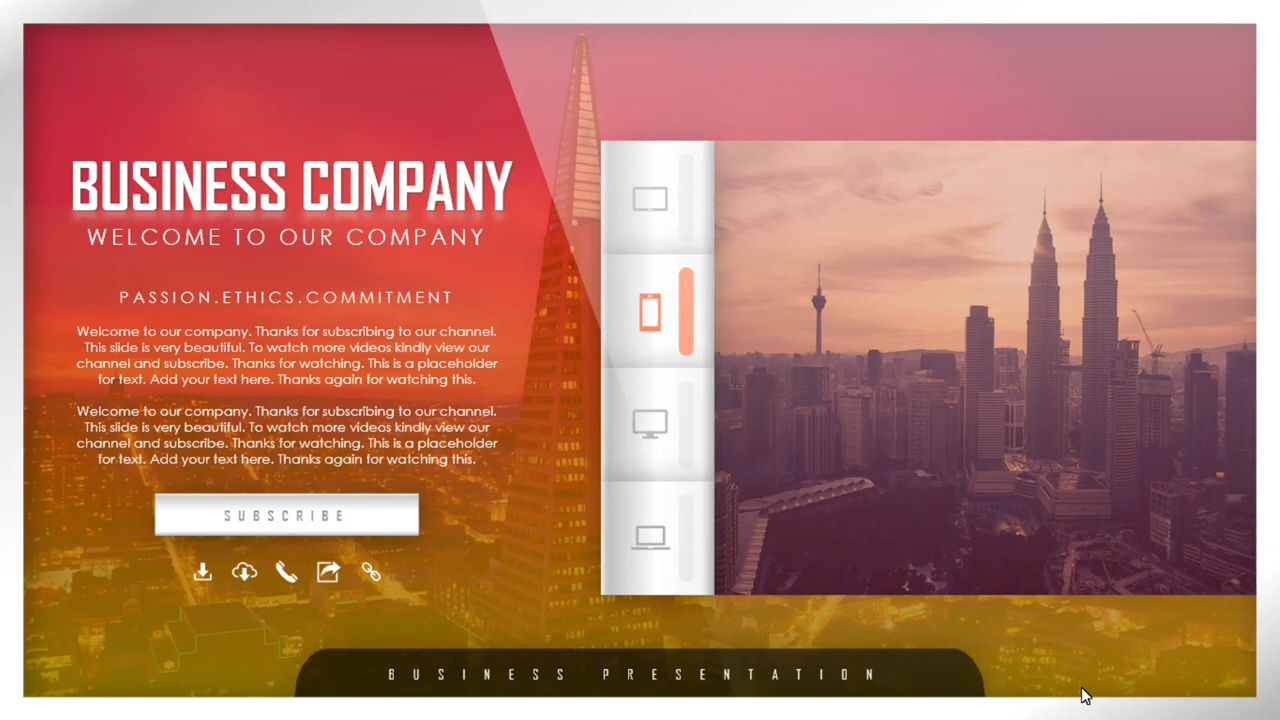 BUSINESS COMPANY
WELCOME TO OUR COMPANY
PASSION.ETHICS.COMMITMENT
Welcome to our company. Thanks for subscribing to our channel.
This slide is very beautiful. To watch more videos kindly view our
channel and subscribe. Thanks for watching. This is a placeholder
for text. Add your text here. Thanks again for watching this.
Welcome to our company. Thanks for subscribing to our channel.
This slide is very beautiful. To watch more videos kindly view our
channel and subscribe. Thanks for watching. This is a placeholder
for text. Add your text here. Thanks again for watching this.
SUBSCRIBE
BUSINESS PRESENTATION